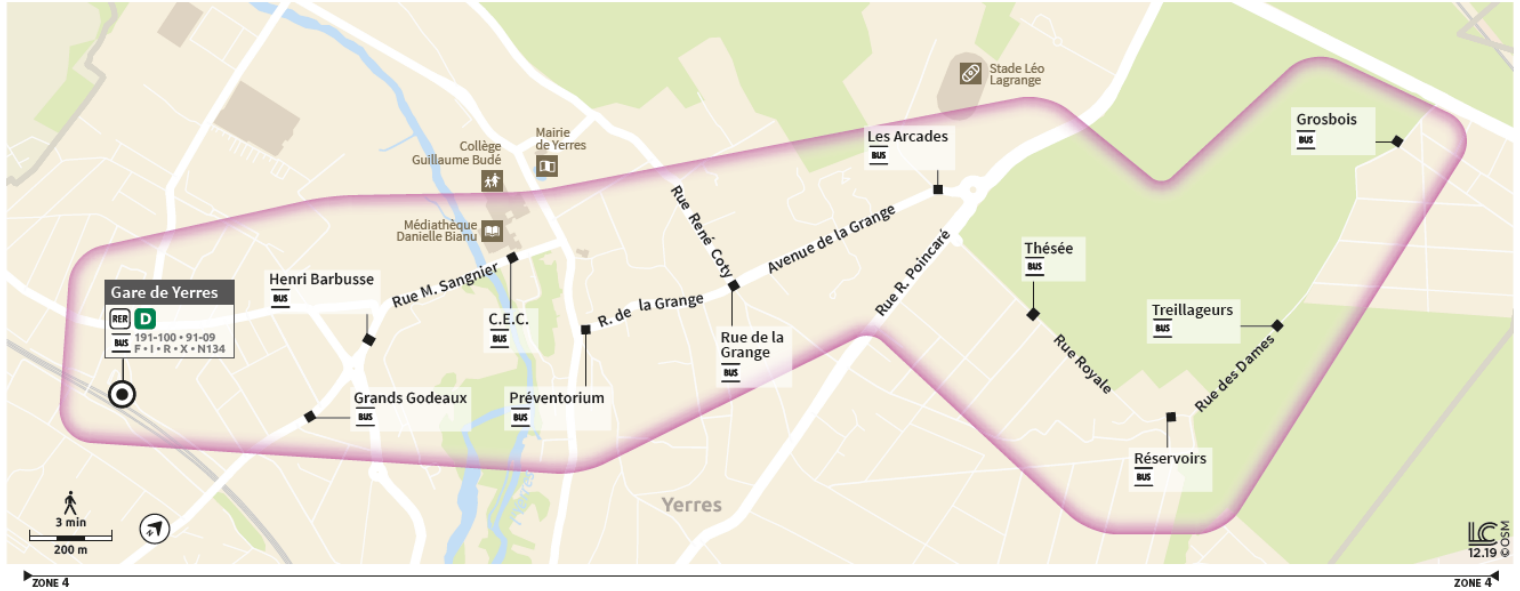 Stade Léo
Lagrange
Grosbois
BUS
Mairie
de Yerres
Les Arcades
BUS
Collège
Guillaume Budé
Rue René Coty
Médiathèque
Danielle Bianu
Avenue de la Grange
Rue R. Poincaré
Thésée
BUS
Henri Barbusse
BUS
Rue M. Sangnier
Gare de Yerres
RER D
BUS 191-100 • 91-09
F • I • R • X • N134
C.E.C.
BUS
R. de la Grange
Treillageurs
BUS
Rue de la
Grange
BUS
Rue Royale
Rue des Dames
Grands Godeaux
BUS
Préventorium
BUS
Réservoirs
BUS
l'Yerres
Yerres
3 min
200 m
N
LC
12.19 © OSM
ZONE 4
ZONE 4